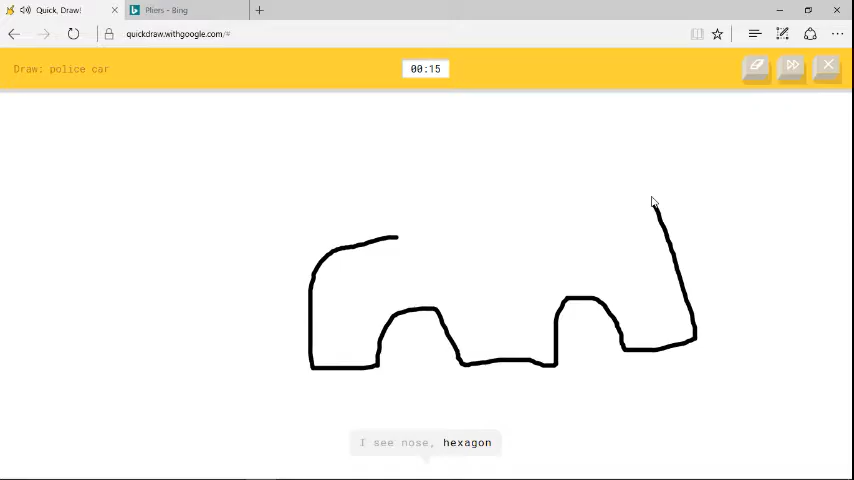 Quick, Draw!
Pliers - Bing
quickdraw.withgoogle.com/#
Draw: police car
00:15
I see nose, hexagon